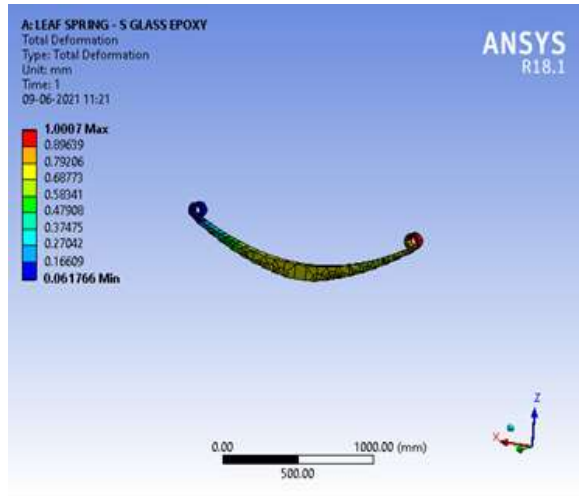 A: LEAF SPRING - S GLASS EPOXY
Total Deformation
Type: Total Deformation
Unit: mm
Time: 1
09-06-2021 11:21
ANSYS
R18.1
1.0007 Max
0.89639
0.79206
0.68773
0.58341
0.47908
0.37475
0.27042
0.16609
0.061766 Min
Z
X
0.00 1000.00 (mm)
500.00